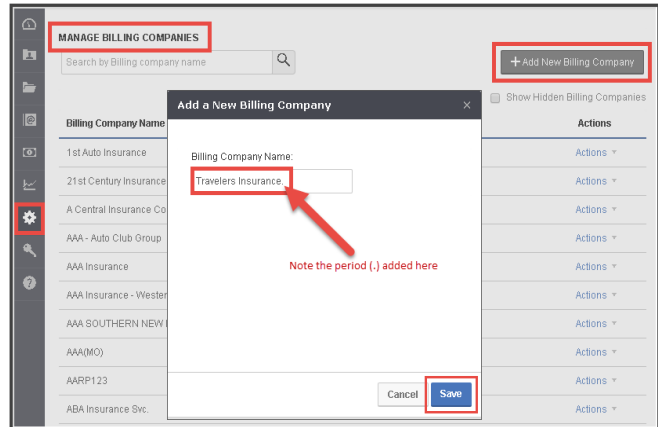 MANAGE BILLING COMPANIES
Search by Billing company name
+ Add New Billing Company
Show Hidden Billing Companies
Add a New Billing Company ×
Billing Company Name
Actions
Billing Company Name:
Travelers Insurance.
Note the period (.) added here
Cancel Save
1st Auto Insurance Actions
21st Century Insurance Actions
A Central Insurance Co Actions
AAA - Auto Club Group Actions
AAA Insurance Actions
AAA Insurance - Wester Actions
AAA SOUTHERN NEW Actions
AAA(MO) Actions
AARP123 Actions
ABA Insurance Svc. Actions